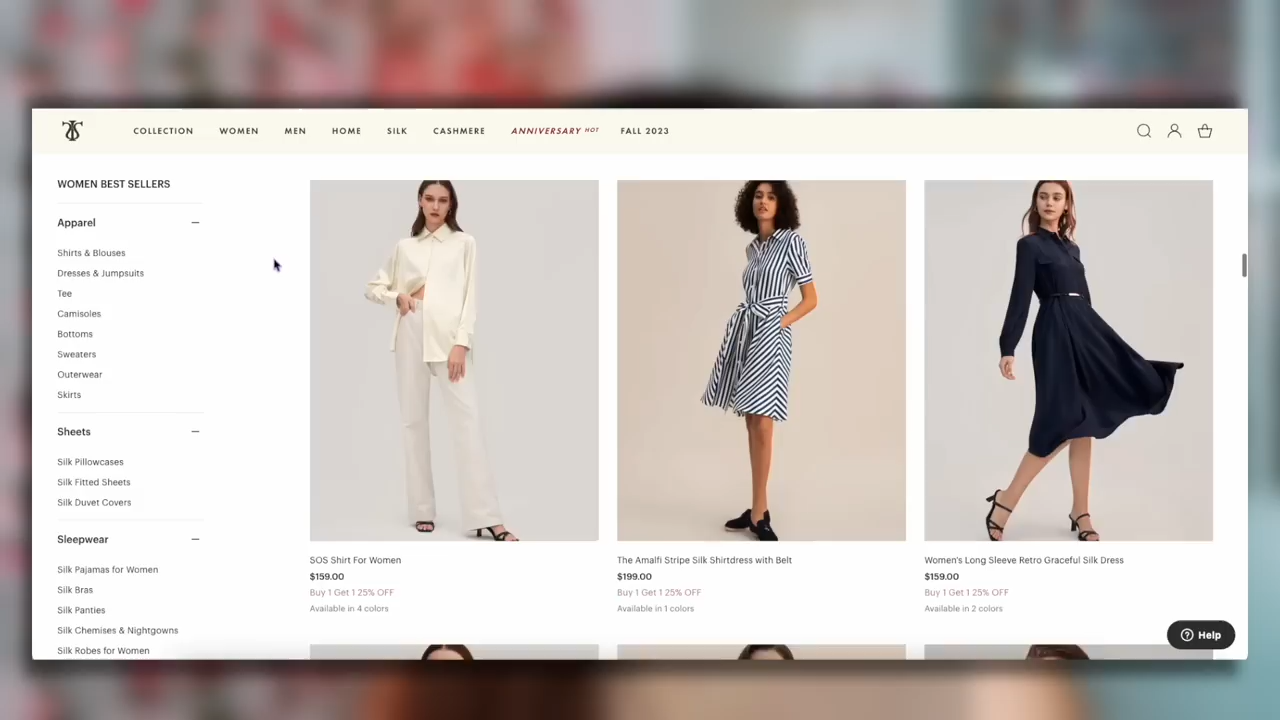 COLLECTION WOMEN MEN HOME SILK CASHMERE ANNIVERSARY HOT FALL 2023
WOMEN BEST SELLERS
Apparel
Shirts & Blouses
Dresses & Jumpsuits
Tee
Camisoles
Bottoms
Sweaters
Outerwear
Skirts
Sheets
Silk Pillowcases
Silk Fitted Sheets
Silk Duvet Covers
Sleepwear
Silk Pajamas for Women
Silk Bras
Silk Panties
Silk Chemises & Nightgowns
Silk Robes for Women
SOS Shirt For Women
$159.00
Buy 1 Get 1 25% OFF
Available in 4 colors
The Amalfi Stripe Silk Shirtdress with Belt
$199.00
Buy 1 Get 1 25% OFF
Available in 1 colors
Women's Long Sleeve Retro Graceful Silk Dress
$159.00
Buy 1 Get 1 25% OFF
Available in 2 colors
Help